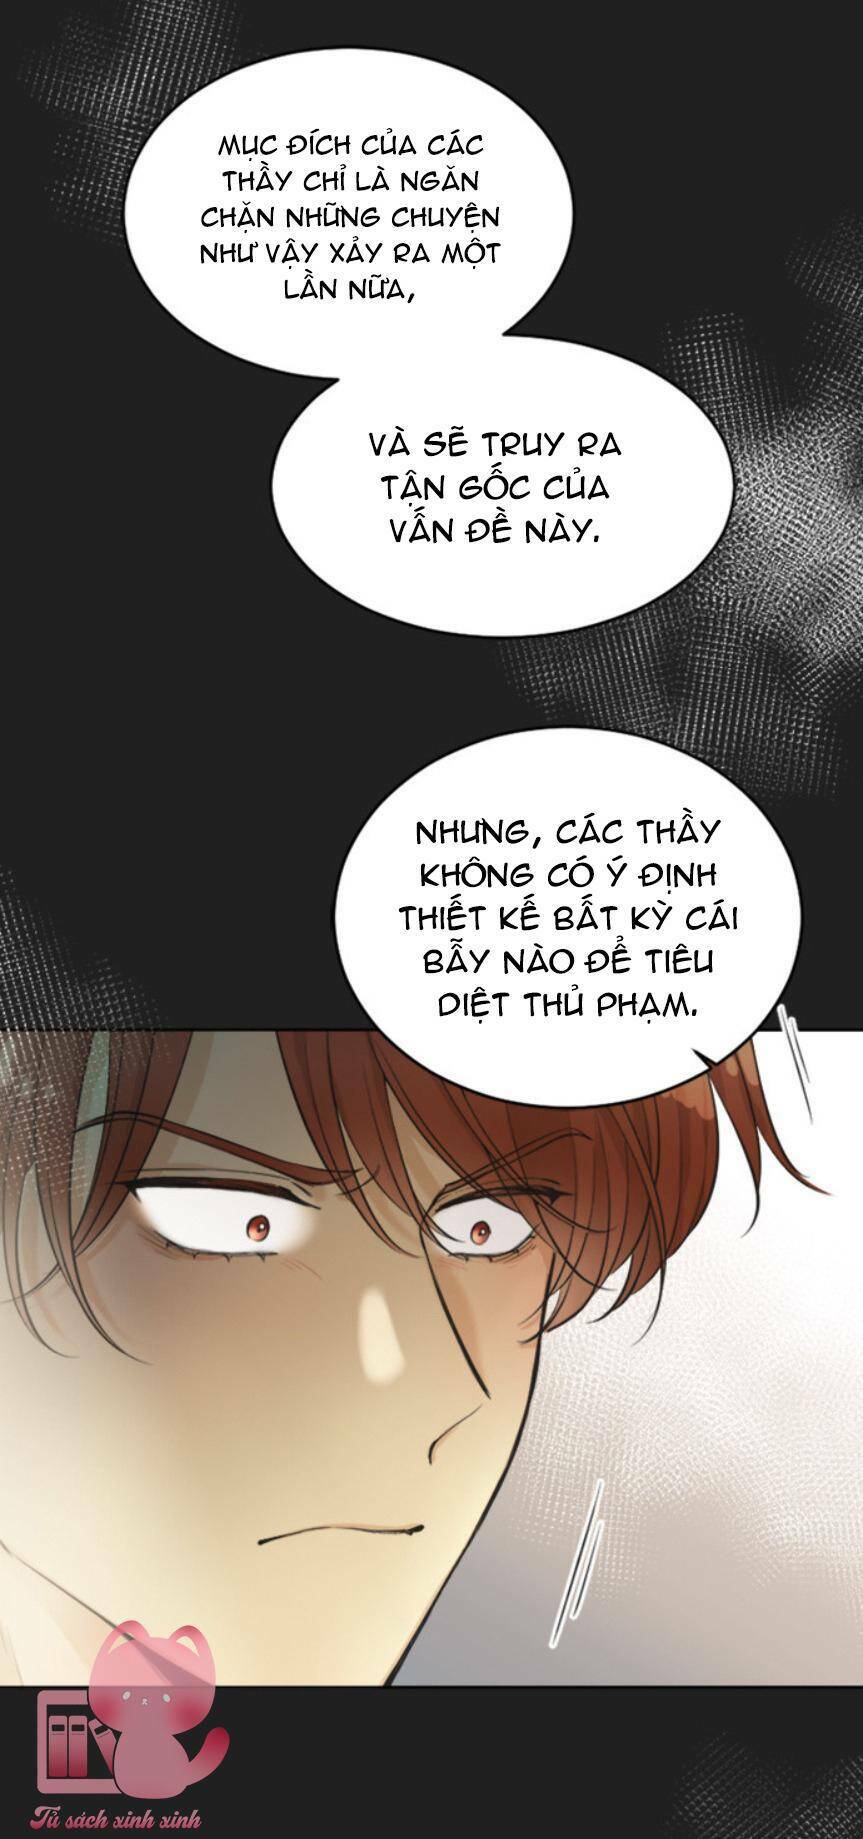 MỤC ĐÍCH CỦA CÁC
THẦY CHỈ LÀ NGĂN
CHẶN NHỮNG CHUYỆN
NHƯ VẬY XẢY RA MỘT
LẦN NỮA,
VÀ SẼ TRUY RA
TẬN GỐC CỦA
VẤN ĐỀ NÀY.
NHƯNG, CÁC THẦY
KHÔNG CÓ Ý ĐỊNH
THIẾT KẾ BẤT KỲ CÁI
BẪY NÀO ĐỂ TIÊU
DIỆT THỦ PHẠM.
Tủ sách xinh xinh